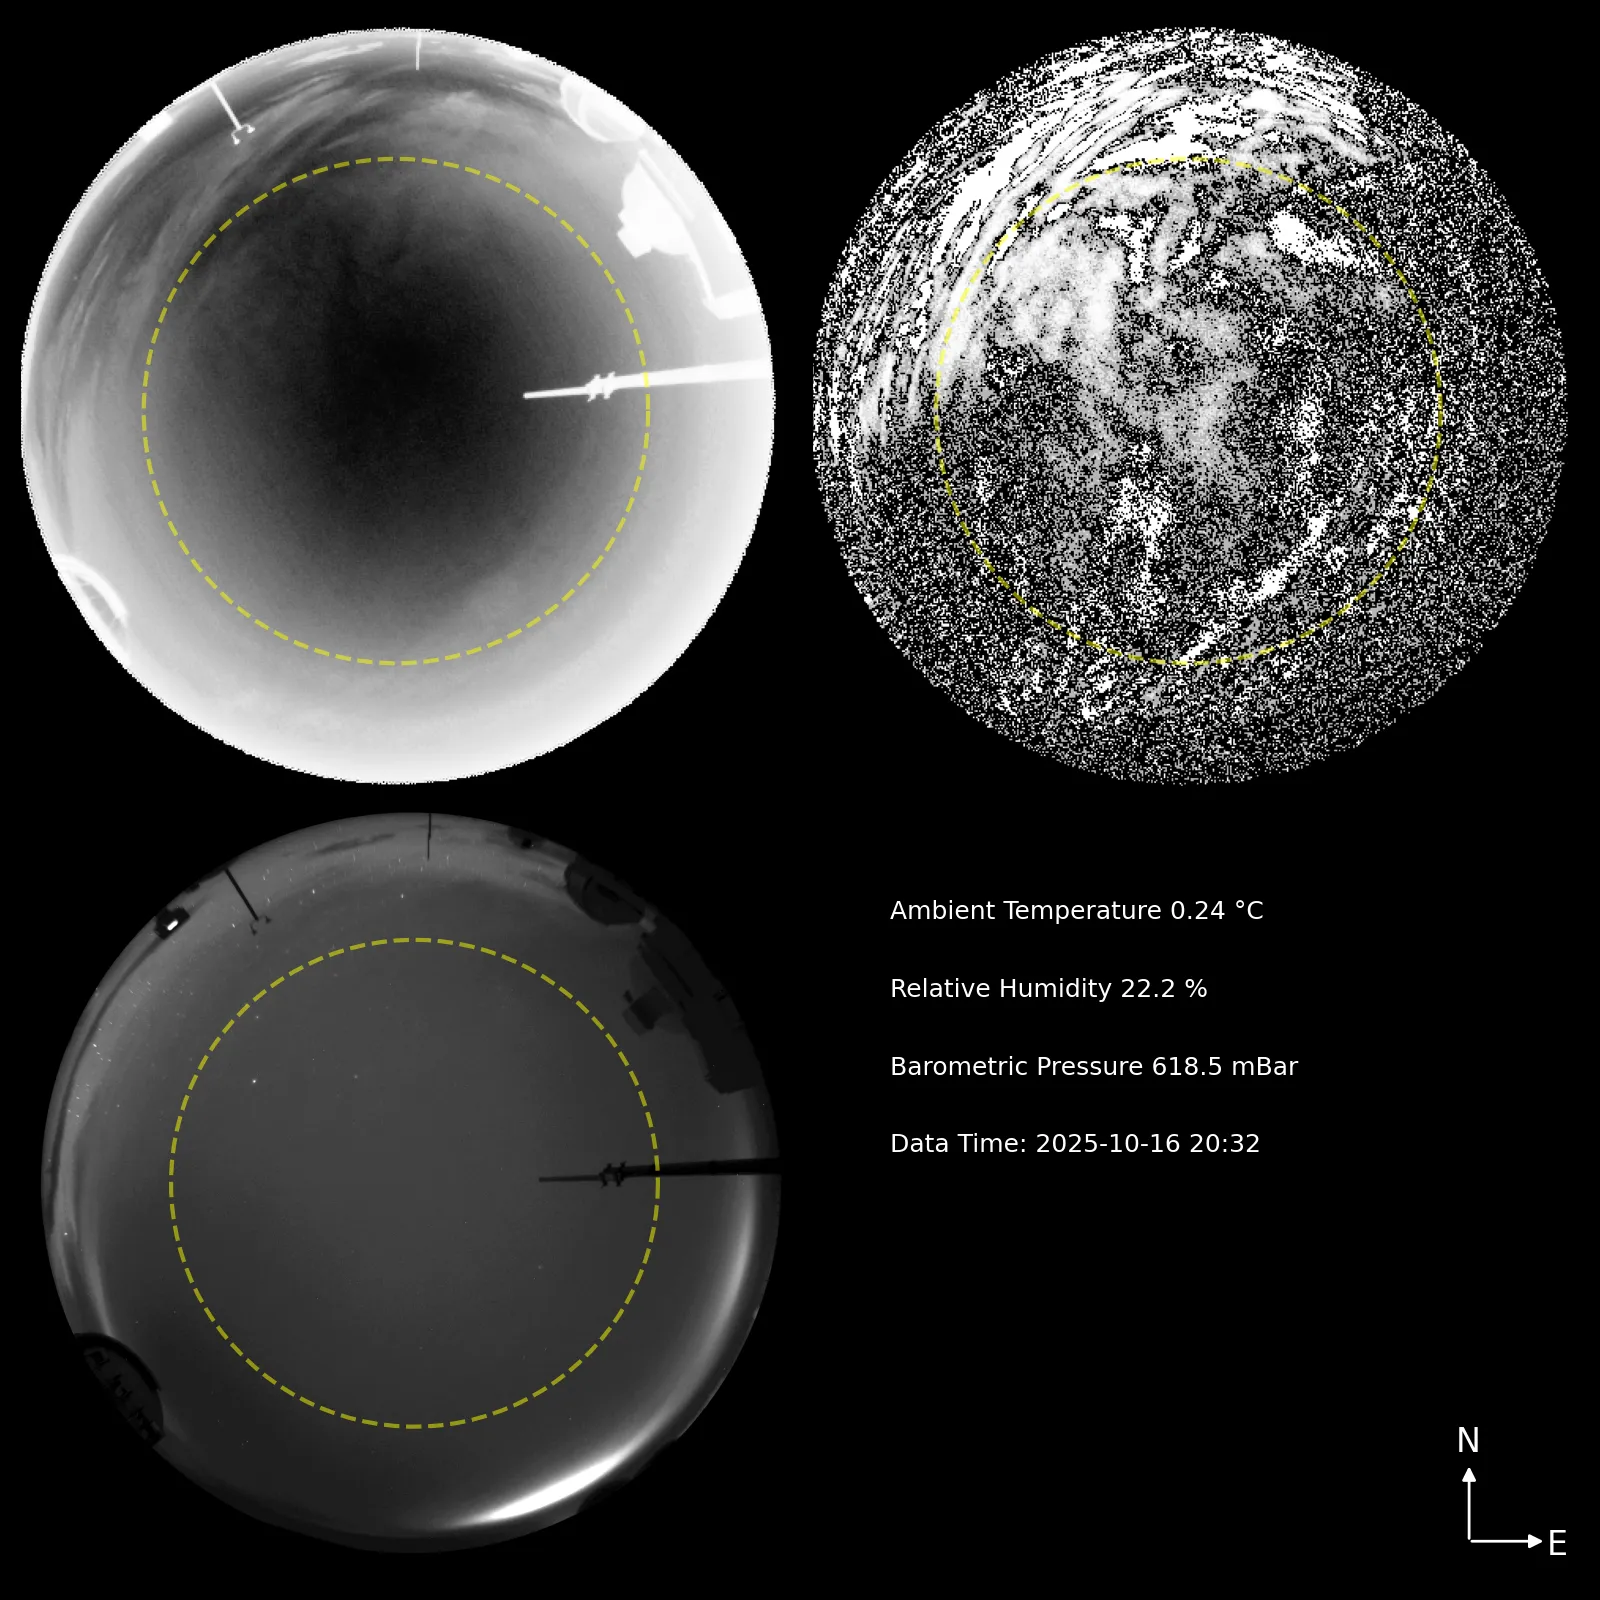 Ambient Temperature 0.24 °C
Relative Humidity 22.2 %
Barometric Pressure 618.5 mBar
Data Time: 2025-10-16 20:32
N
E